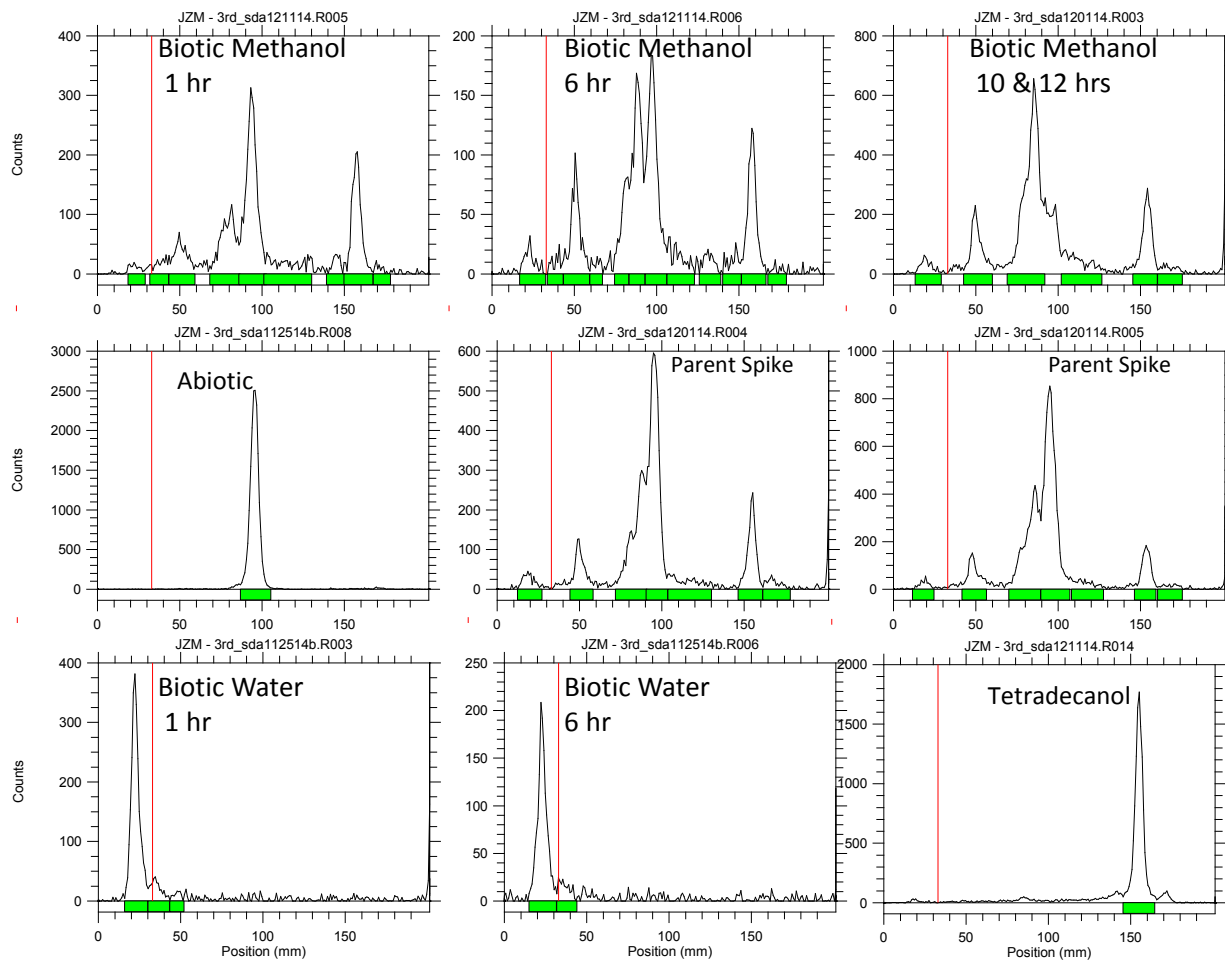 JZM - 3rd_sda121114.R005
Biotic Methanol
1 hr
400
300
200
100
0
Counts
0 50 100 150
JZM - 3rd_sda121114.R006
Biotic Methanol
6 hr
200
150
100
50
0
0 50 100 150
JZM - 3rd_sda120114.R003
Biotic Methanol
10 & 12 hrs
800
600
400
200
0
0 50 100 150
JZM - 3rd_sda112514b.R008
Abiotic
3000
2500
2000
1500
1000
500
0
0 50 100 150
JZM - 3rd_sda120114.R004
Parent Spike
600
500
400
300
200
100
0
0 50 100 150
JZM - 3rd_sda120114.R005
Parent Spike
1000
800
600
400
200
0
0 50 100 150
JZM - 3rd_sda112514b.R003
Biotic Water
1 hr
400
300
200
100
0
Counts
0 50 100 150
Position (mm)
JZM - 3rd_sda112514b.R006
Biotic Water
6 hr
250
200
150
100
50
0
0 50 100 150
Position (mm)
JZM - 3rd_sda121114.R014
Tetradecanol
2000
1500
1000
500
0
0 50 100 150
Position (mm)